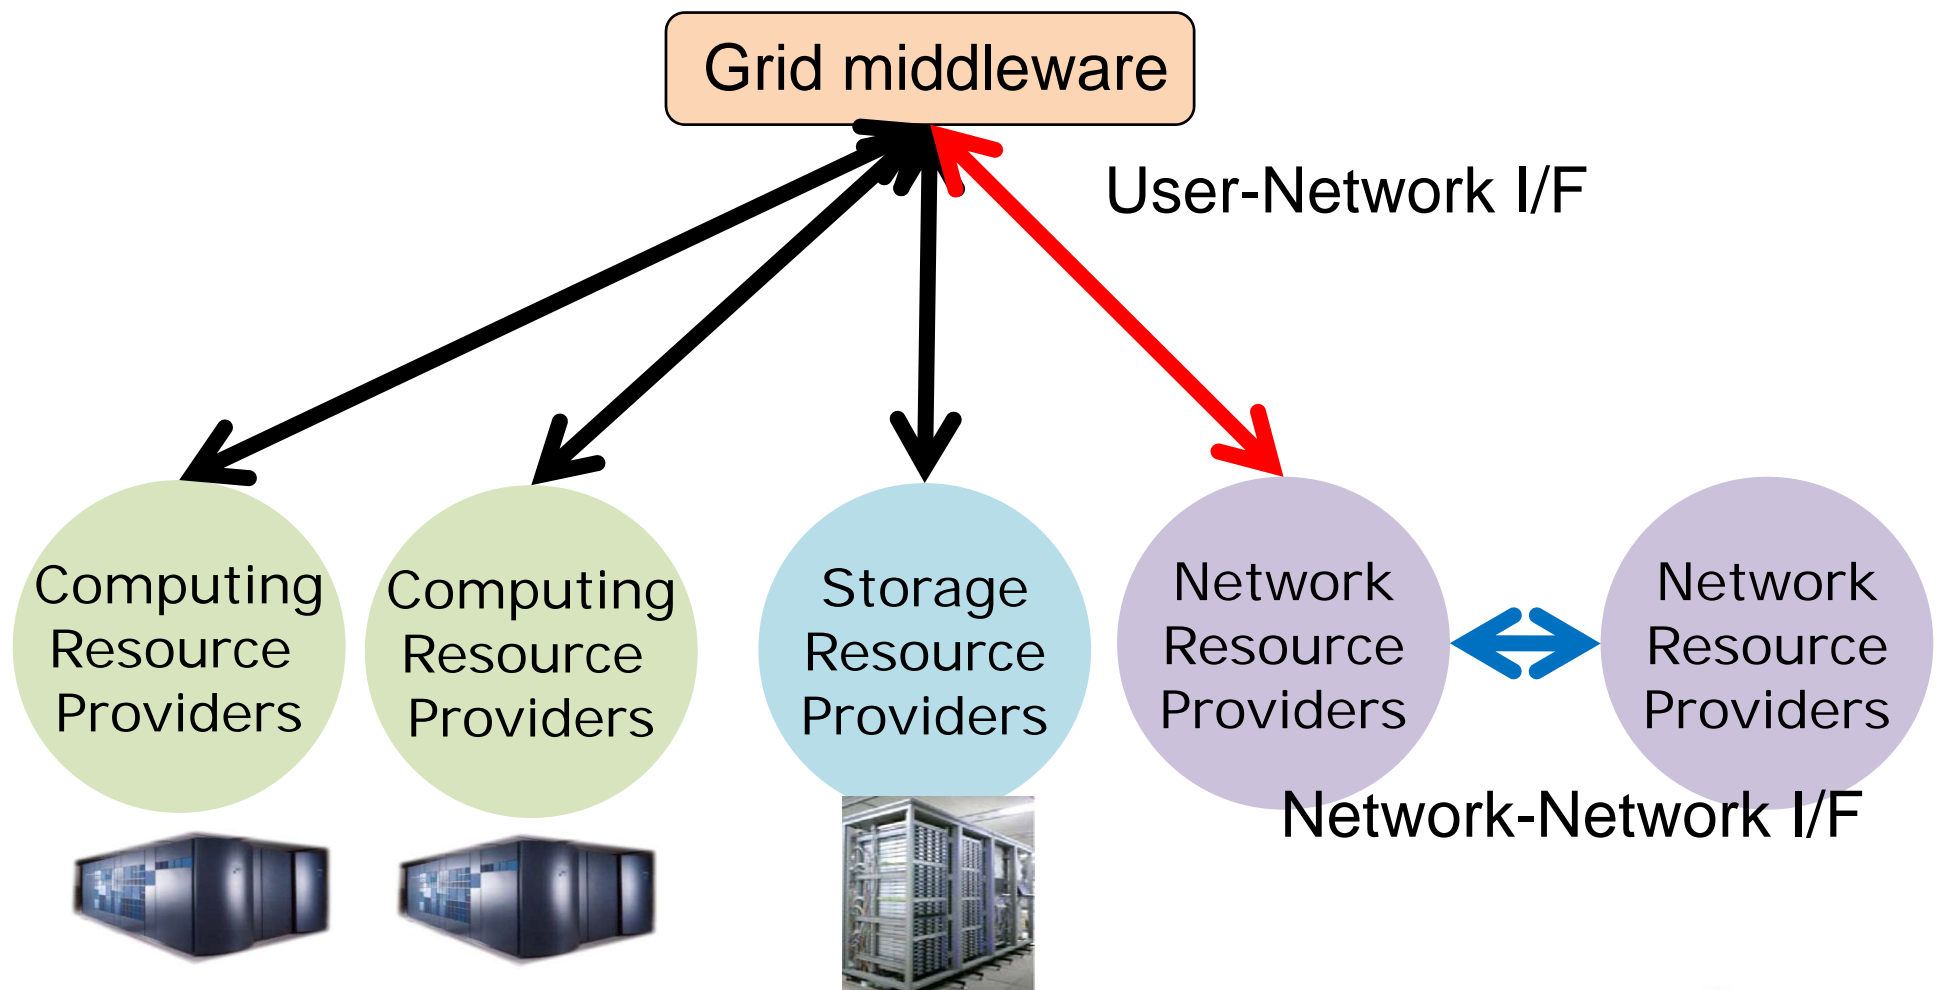 Grid middleware
User-Network I/F
Computing
Resource
Providers
Computing
Resource
Providers
Storage
Resource
Providers
Network
Resource
Providers
Network
Resource
Providers
Network-Network I/F